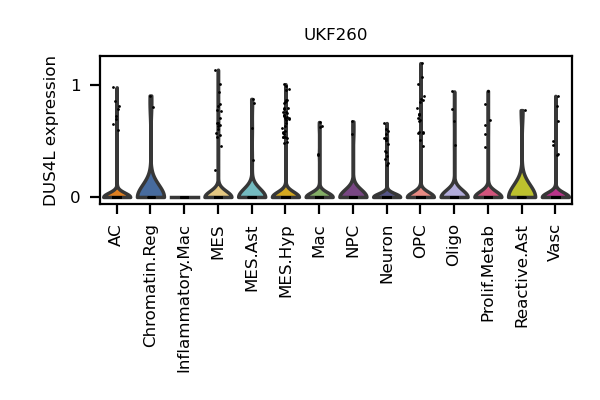 UKF260
DUS4L expression
1
0
AC
Chromatin.Reg
Inflammatory.Mac
MES
MES.Ast
MES.Hyp
Mac
NPC
Neuron
OPC
Oligo
Prolif.Metab
Reactive.Ast
Vasc